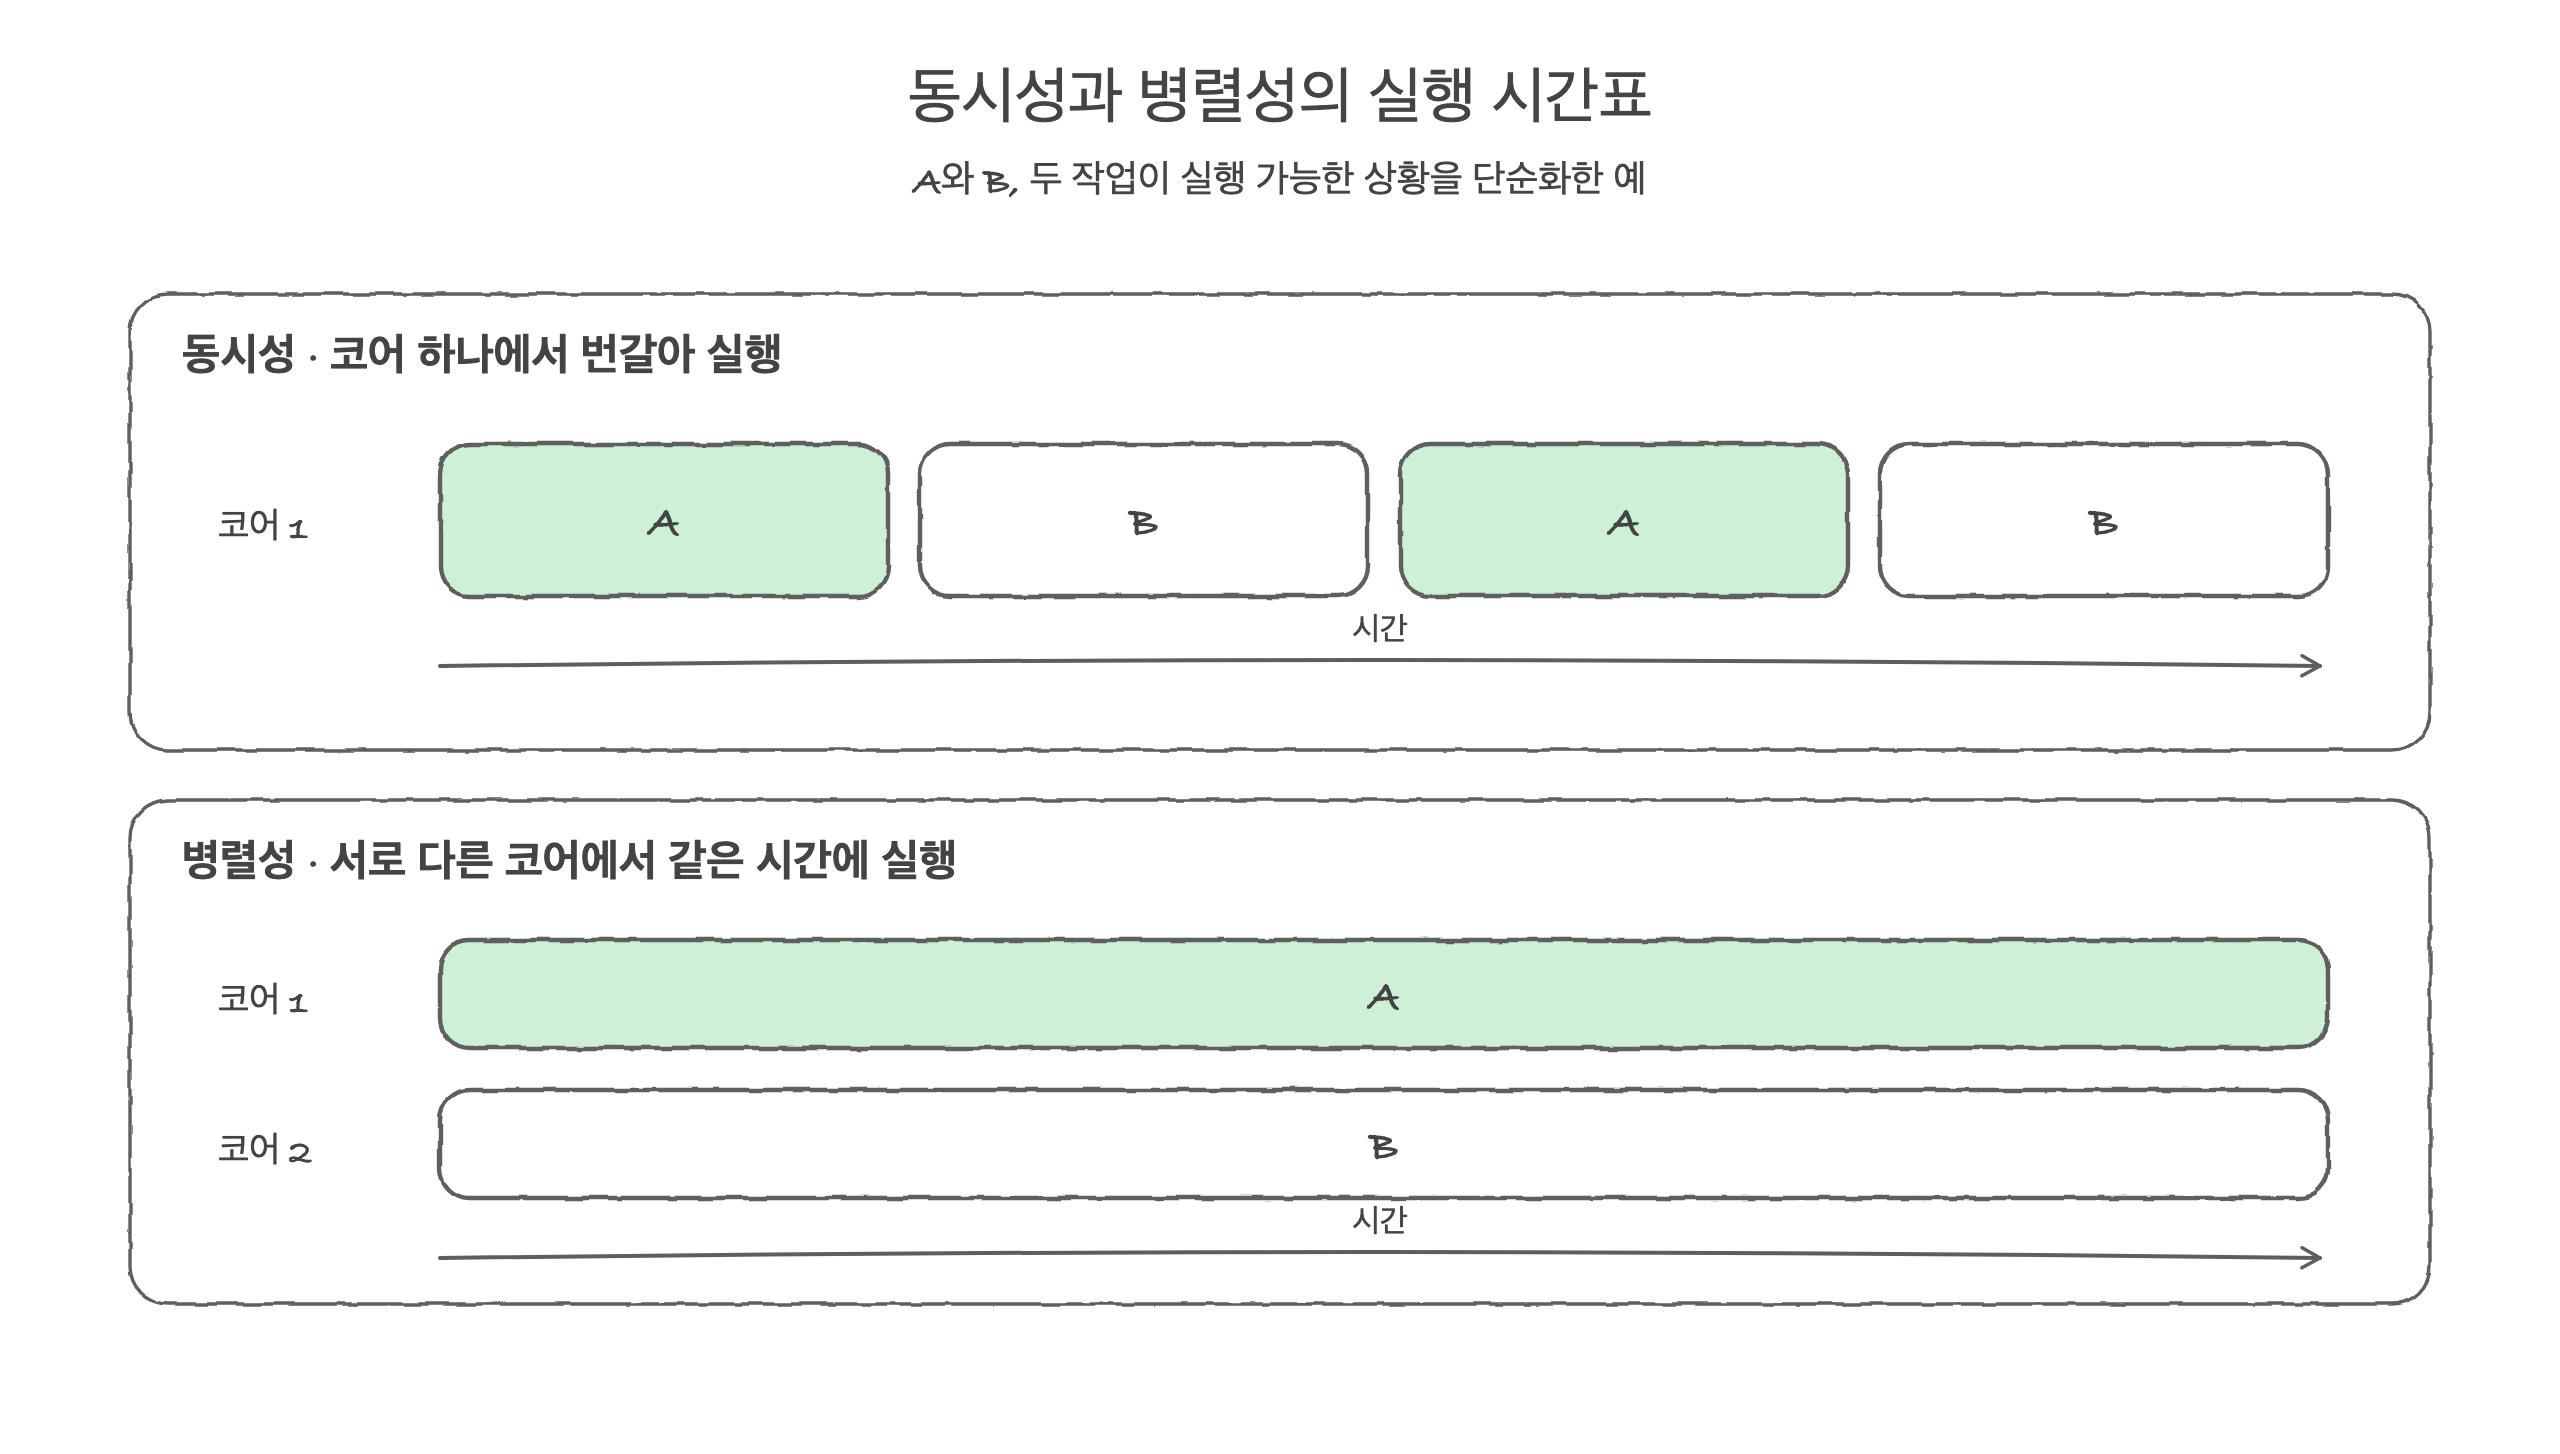 동시성과 병렬성의 실행 시간표
A와 B, 두 작업이 실행 가능한 상황을 단순화한 예
동시성 · 코어 하나에서 번갈아 실행
코어 1
A
B
A
B
시간
병렬성 · 서로 다른 코어에서 같은 시간에 실행
코어 1
A
코어 2
B
시간